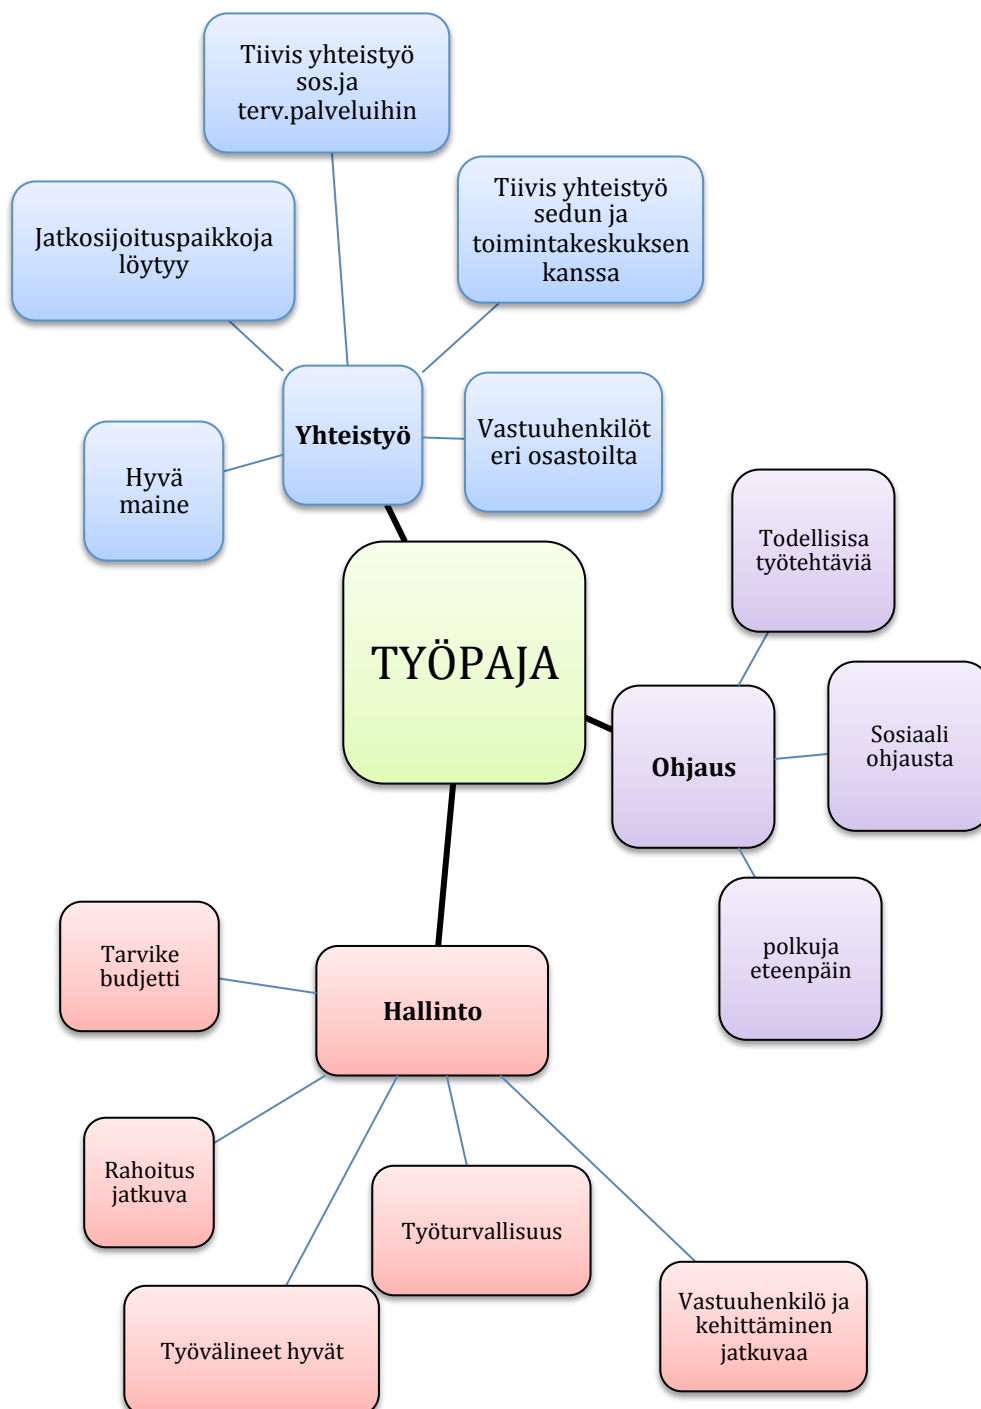 Tiivis yhteistyö
sos.ja
terv.palveluihin
Tiivis yhteistyö
sedun ja
toimintakeskuksen
kanssa
Jatkosijoituspaikkoja
löytyy
Yhteistyö
Vastuuhenkilöt
eri osastoilta
Hyvä
maine
Todellisisa
työtehtäviä
TYÖPAJA
Sosiaali
ohjausta
Ohjaus
polkuja
eteenpäin
Tarvike
budjetti
Hallinto
Rahoitus
jatkuva
Työturvallisuus
Työvälineet hyvät
Vastuuhenkilö ja
kehittäminen
jatkuvaa